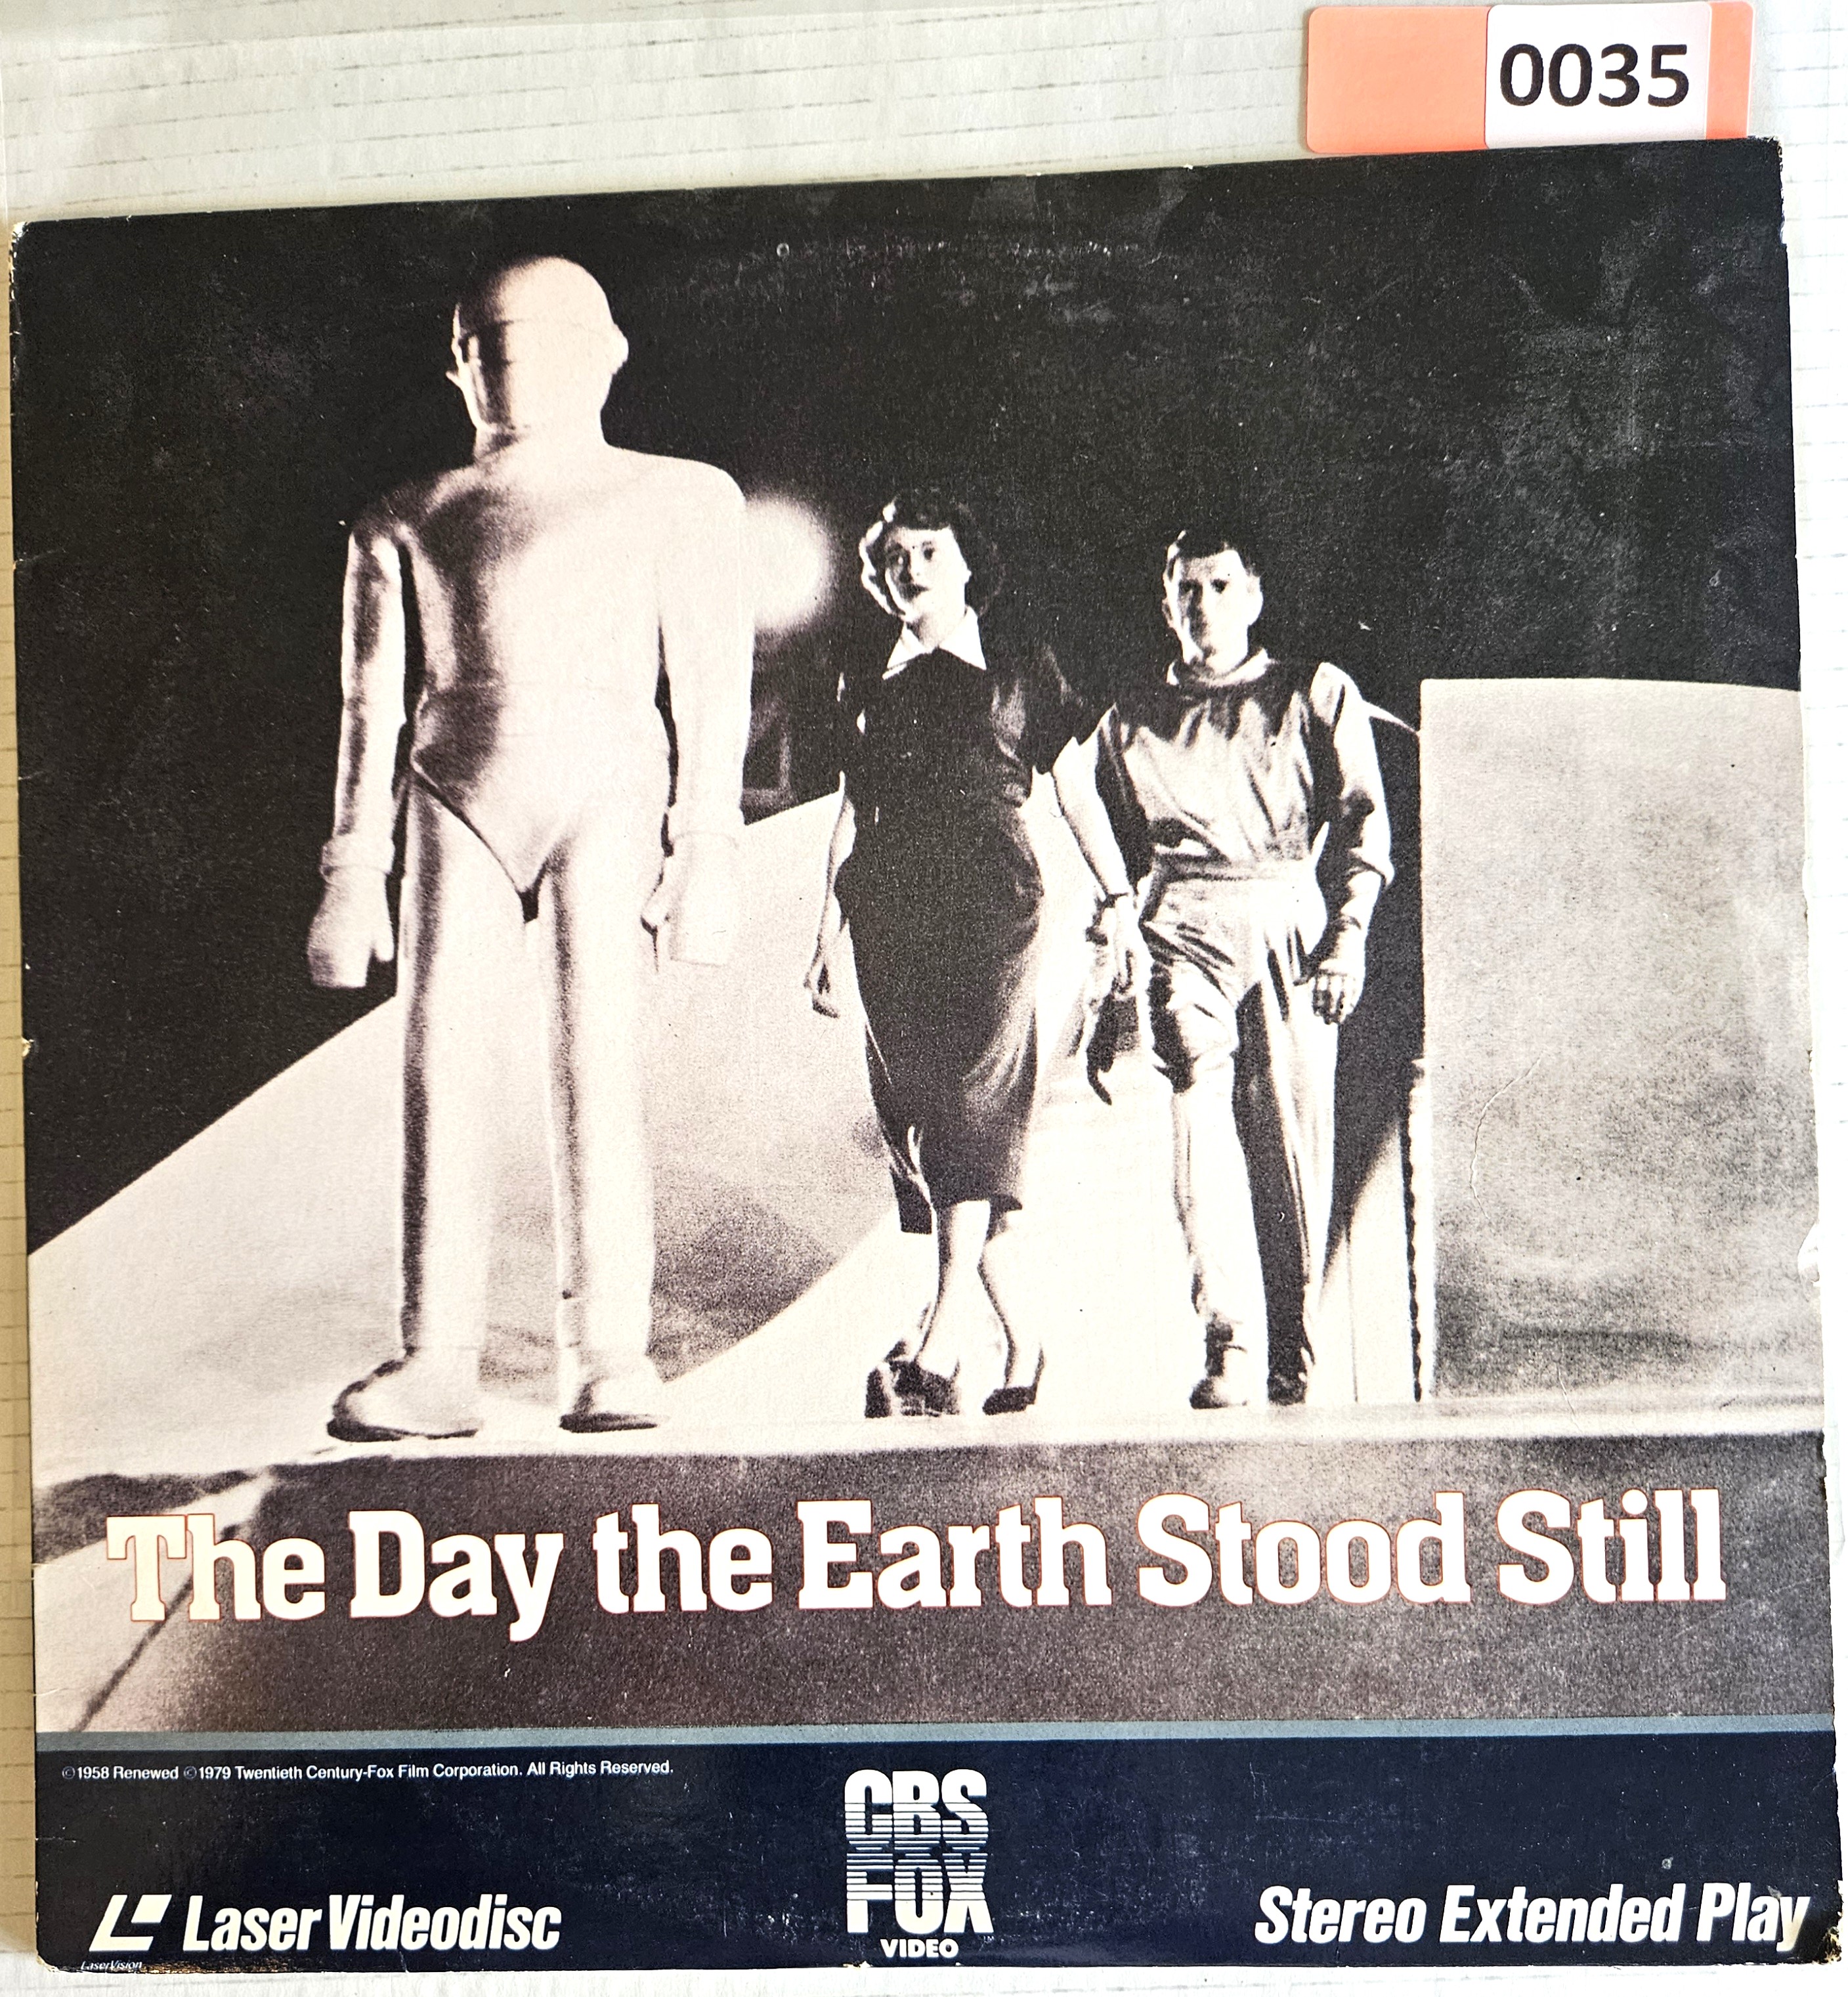 0035
The Day the Earth Stood Still
©1958 Renewed ©1979 Twentieth Century-Fox Film Corporation. All Rights Reserved.
CBS
FOX
VIDEO
Laser Videodisc
LaserVision
Stereo Extended Play